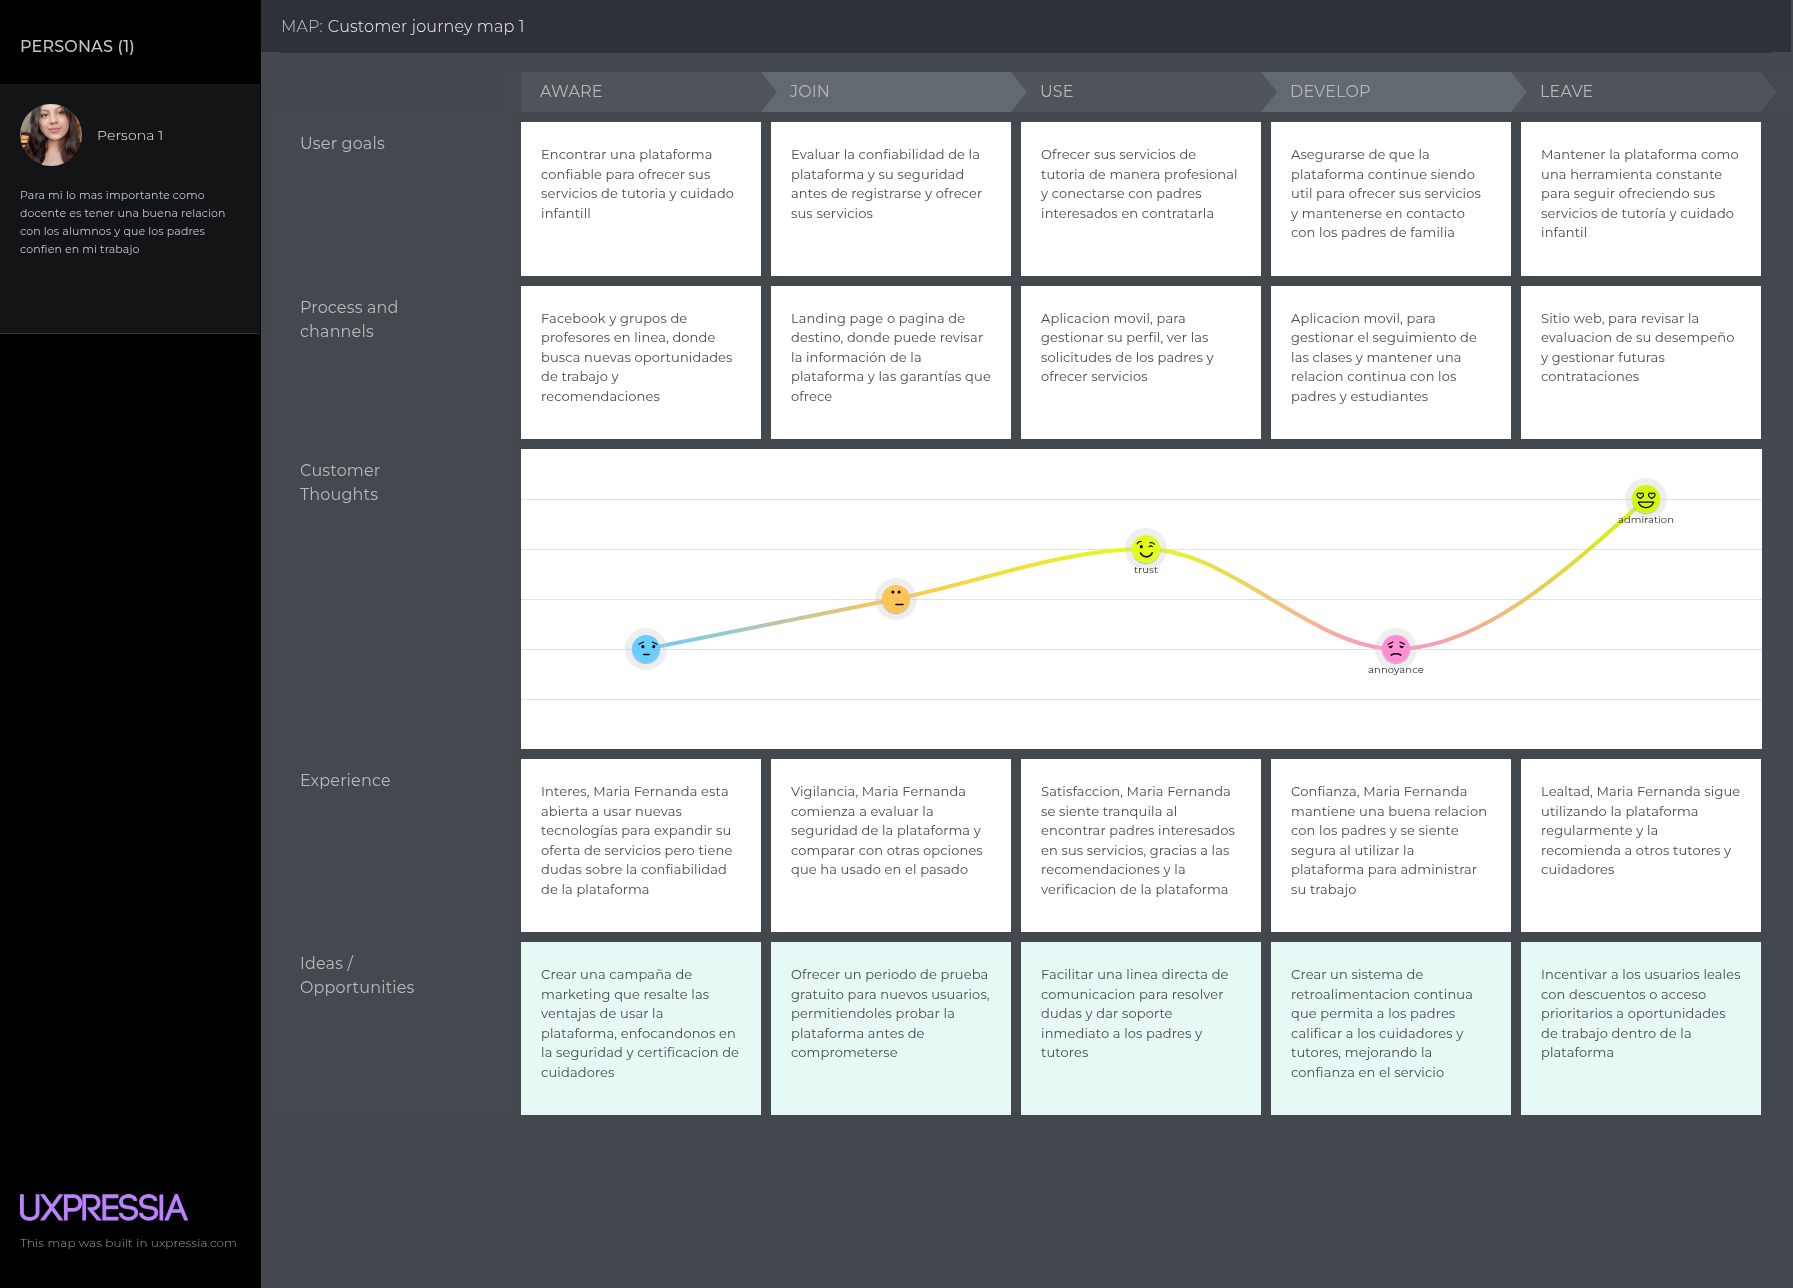 PERSONAS (1)
Persona 1
Para mi lo mas importante como
docente es tener una buena relacion
con los alumnos y que los padres
confien en mi trabajo
MAP: Customer journey map 1
AWARE
JOIN
USE
DEVELOP
LEAVE
User goals
Encontrar una plataforma
confiable para ofrecer sus
servicios de tutoria y cuidado
infantill
Evaluar la confiabilidad de la
plataforma y su seguridad
antes de registrarse y ofrecer
sus servicios
Ofrecer sus servicios de
tutoria de manera profesional
y conectarse con padres
interesados en contratarla
Asegurarse de que la
plataforma continue siendo
util para ofrecer sus servicios
y mantenerse en contacto
con los padres de familia
Mantener la plataforma como
una herramienta constante
para seguir ofreciendo sus
servicios de tutoría y cuidado
infantil
Process and
channels
Facebook y grupos de
profesores en linea, donde
busca nuevas oportunidades
de trabajo y
recomendaciones
Landing page o pagina de
destino, donde puede revisar
la información de la
plataforma y las garantías que
ofrece
Aplicacion movil, para
gestionar su perfil, ver las
solicitudes de los padres y
ofrecer servicios
Aplicacion movil, para
gestionar el seguimiento de
las clases y mantener una
relacion continua con los
padres y estudiantes
Sitio web, para revisar la
evaluacion de su desempeño
y gestionar futuras
contrataciones
Customer
Thoughts
trust
annoyance
admiration
Experience
Interes, Maria Fernanda esta
abierta a usar nuevas
tecnologías para expandir su
oferta de servicios pero tiene
dudas sobre la confiabilidad
de la plataforma
Vigilancia, Maria Fernanda
comienza a evaluar la
seguridad de la plataforma y
comparar con otras opciones
que ha usado en el pasado
Satisfaccion, Maria Fernanda
se siente tranquila al
encontrar padres interesados
en sus servicios, gracias a las
recomendaciones y la
verificacion de la plataforma
Confianza, Maria Fernanda
mantiene una buena relacion
con los padres y se siente
segura al utilizar la
plataforma para administrar
su trabajo
Lealtad, Maria Fernanda sigue
utilizando la plataforma
regularmente y la
recomienda a otros tutores y
cuidadores
Ideas /
Opportunities
Crear una campaña de
marketing que resalte las
ventajas de usar la
plataforma, enfocandonos en
la seguridad y certificacion de
cuidadores
Ofrecer un periodo de prueba
gratuito para nuevos usuarios,
permitiendoles probar la
plataforma antes de
comprometerse
Facilitar una linea directa de
comunicacion para resolver
dudas y dar soporte
inmediato a los padres y
tutores
Crear un sistema de
retroalimentacion continua
que permita a los padres
calificar a los cuidadores y
tutores, mejorando la
confianza en el servicio
Incentivar a los usuarios leales
con descuentos o acceso
prioritarios a oportunidades
de trabajo dentro de la
plataforma
UXPRESSIA
This map was built in uxpressia.com